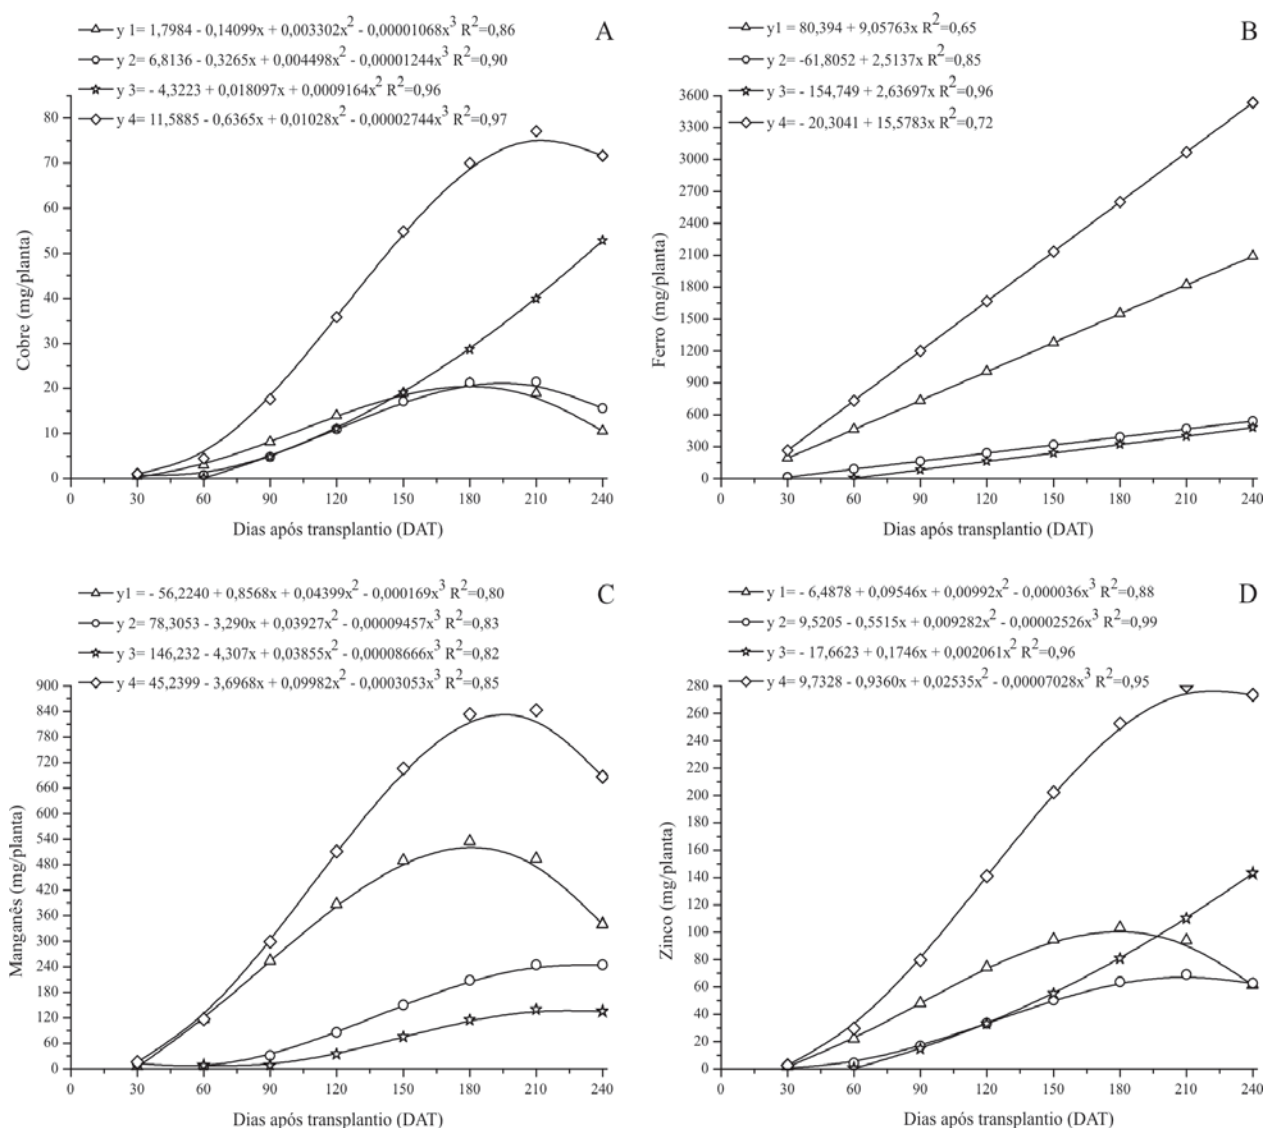 y 1= 1,7984 - 0,14099x + 0,003302x² - 0,00001068x³ R²=0,86
A
y 2= 6,8136 - 0,3265x + 0,004498x² - 0,00001244x³ R²=0,90
y 3= - 4,3223 + 0,018097x + 0,0009164x² R²=0,96
y 4= 11,5885 - 0,6365x + 0,01028x² - 0,00002744x³ R²=0,97
80
70
60
50
40
30
20
10
0
Cobre (mg/planta)
0 30 60 90 120 150 180 210 240
Dias após transplantio (DAT)
y1 = 80,394 + 9,05763x R²=0,65
B
y 2= -61,8052 + 2,5137x R²=0,85
y 3= - 154,749 + 2,63697x R²=0,96
y 4= - 20,3041 + 15,5783x R²=0,72
3600
3300
3000
2700
2400
2100
1800
1500
1200
900
600
300
0
Ferro (mg/planta)
0 30 60 90 120 150 180 210 240
Dias após transplantio (DAT)
y1= - 56,2240 + 0,8568x + 0,04399x² - 0,000169x³ R²=0,80
C
y 2= 78,3053 - 3,290x + 0,03927x² - 0,00009457x³ R²=0,83
y 3= 146,232 - 4,307x + 0,03855x² - 0,00008666x³ R²=0,82
y 4= 45,2399 - 3,6968x + 0,09982x² - 0,0003053x³ R²=0,85
900
840
780
720
660
600
540
480
420
360
300
240
180
120
60
0
Manganês (mg/planta)
0 30 60 90 120 150 180 210 240
Dias após transplantio (DAT)
y1= - 6,4878 + 0,09546x + 0,00992x² - 0,000036x³ R²=0,88
D
y 2= 9,5205 - 0,5515x + 0,009282x² - 0,00002526x³ R²=0,99
y 3= - 17,6623 + 0,1746x + 0,002061x² R²=0,96
y 4= 9,7328 - 0,9360x + 0,02535x² - 0,00007028x³ R²=0,95
280
260
240
220
200
180
160
140
120
100
80
60
40
20
0
Zinco (mg/planta)
0 30 60 90 120 150 180 210 240
Dias após transplantio (DAT)